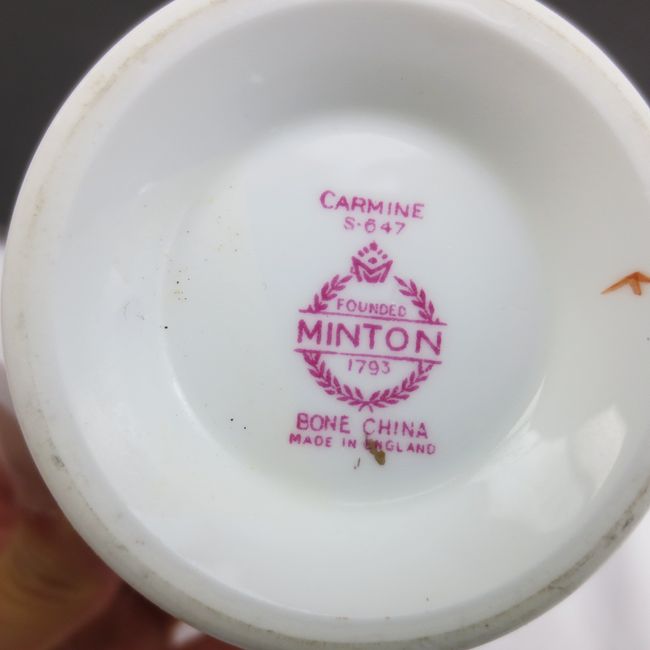 CARMINE
S-647
FOUNDED
MINTON
1793
BONE CHINA
MADE IN ENGLAND